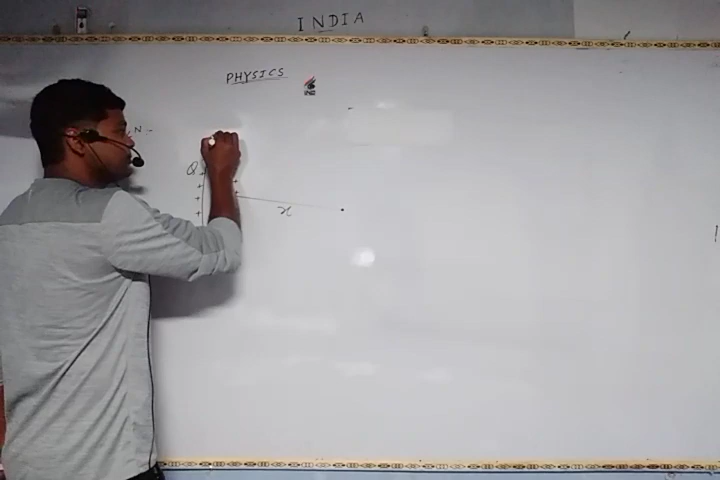 INDIA
PHYSICS
N:-
Q
+ +
+ +
+
x